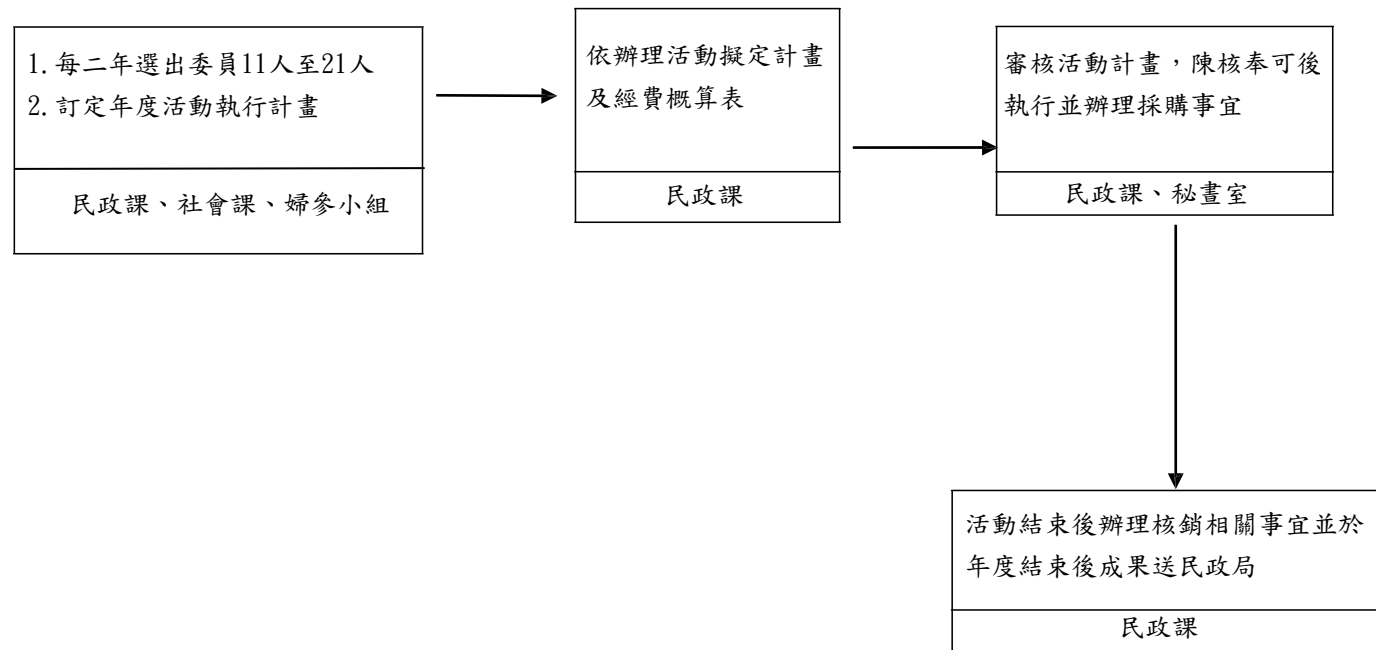 1.每二年選出委員11人至21人
2.訂定年度活動執行計畫
民政課、社會課、婦參小組
依辦理活動擬定計畫
及經費概算表
民政課
審核活動計畫，陳核奉可後
執行並辦理採購事宜
民政課、秘畫室
活動結束後辦理核銷相關事宜並於
年度結束後成果送民政局
民政課